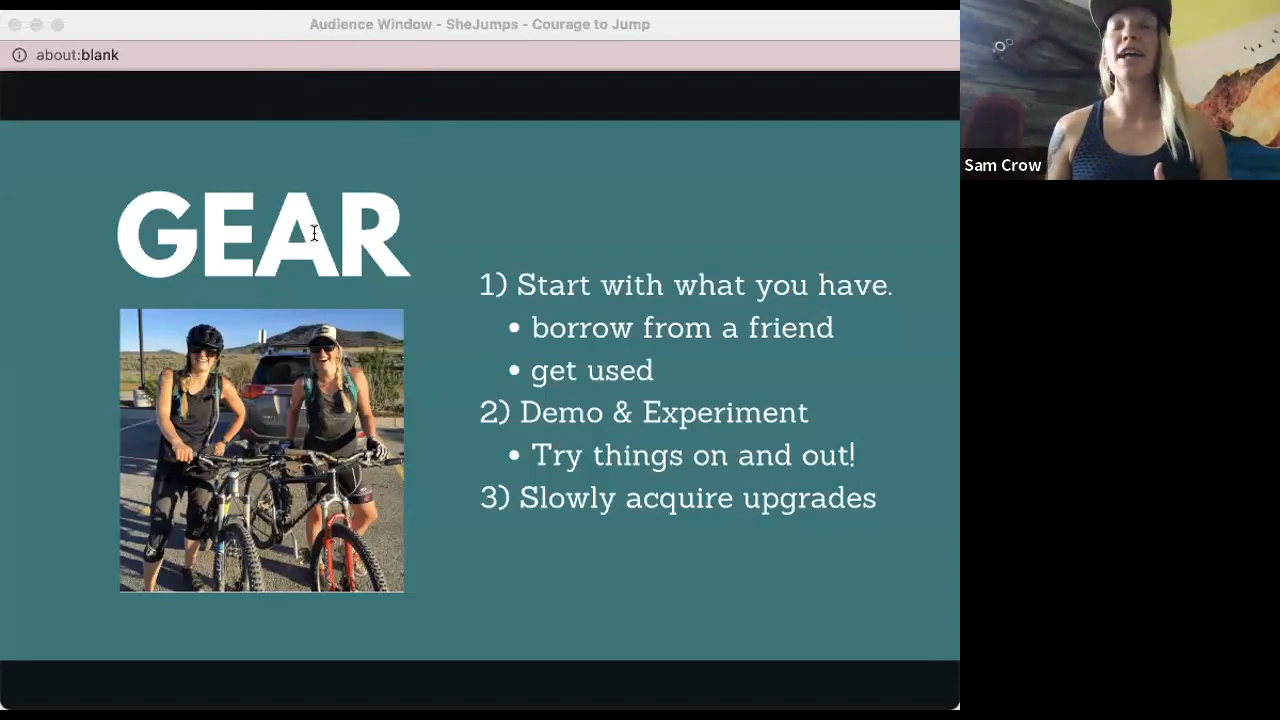 Audience Window - SheJumps - Courage to Jump
about:blank
Sam Crow
GEAR
1) Start with what you have.
• borrow from a friend
• get used
2) Demo & Experiment
• Try things on and out!
3) Slowly acquire upgrades